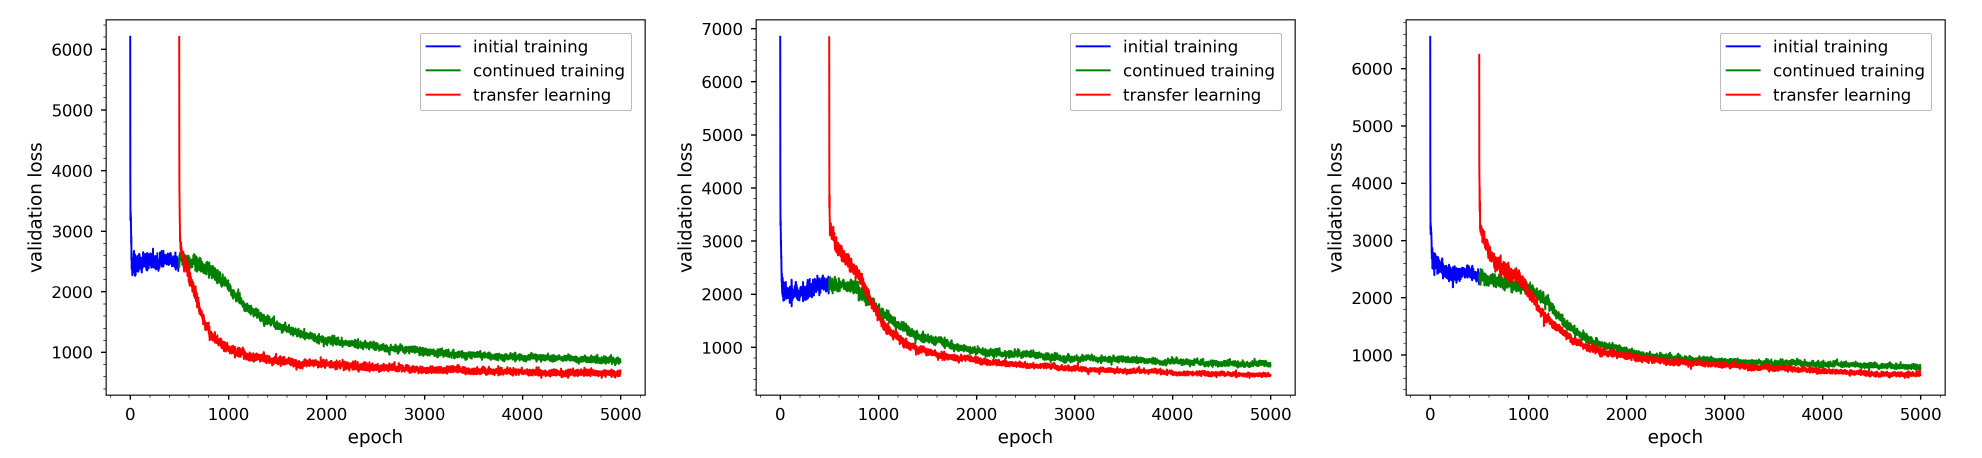 6000
5000
4000
3000
2000
1000
validation loss
0 1000 2000 3000 4000 5000
epoch
initial training
continued training
transfer learning
7000
6000
5000
4000
3000
2000
1000
validation loss
0 1000 2000 3000 4000 5000
epoch
initial training
continued training
transfer learning
6000
5000
4000
3000
2000
1000
validation loss
0 1000 2000 3000 4000 5000
epoch
initial training
continued training
transfer learning